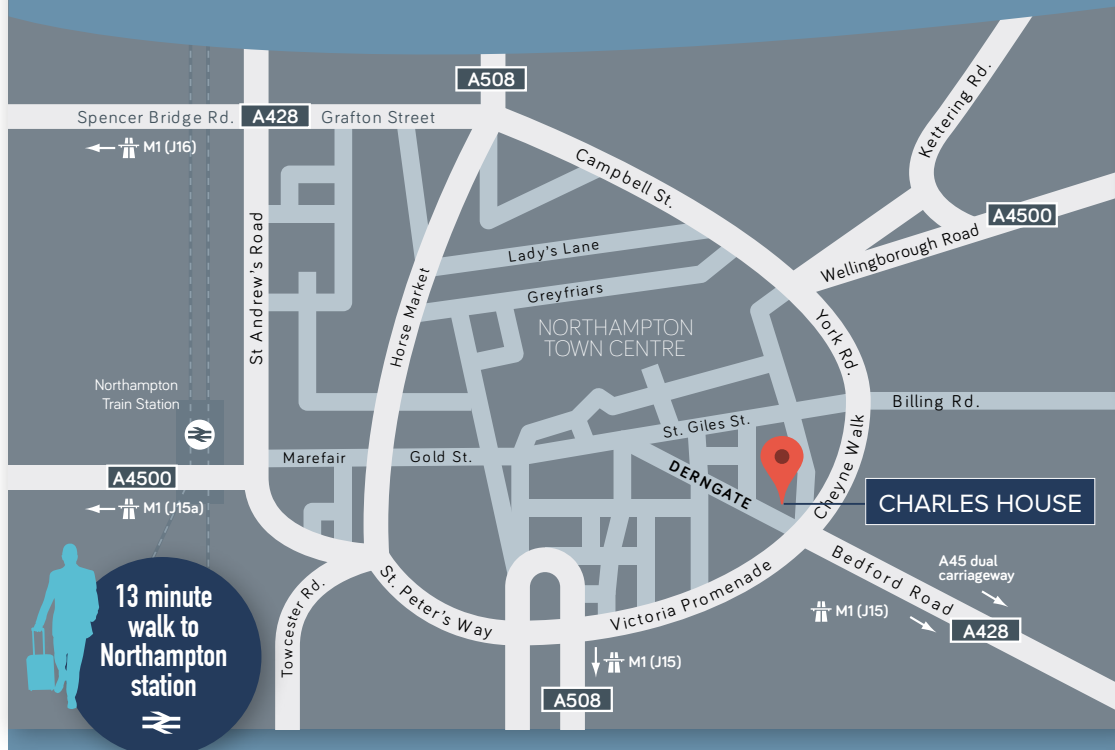 A508
Spencer Bridge Rd.
A428
Grafton Street
M1 (J16)
Campbell St.
Kettering Rd.
A4500
Wellingborough Road
St Andrew's Road
Horse Market
Lady's Lane
Greyfriars
NORTHAMPTON
TOWN CENTRE
York Rd.
Northampton
Train Station
Billing Rd.
St. Giles St.
Marefair
Gold St.
A4500
M1 (J15a)
DERNGATE
Cheyne Walk
CHARLES HOUSE
Bedford Road
A45 dual
carriageway
M1 (J15)
A428
Victoria Promenade
St. Peter's Way
Towcester Rd.
M1 (J15)
A508
13 minute
walk to
Northampton
station